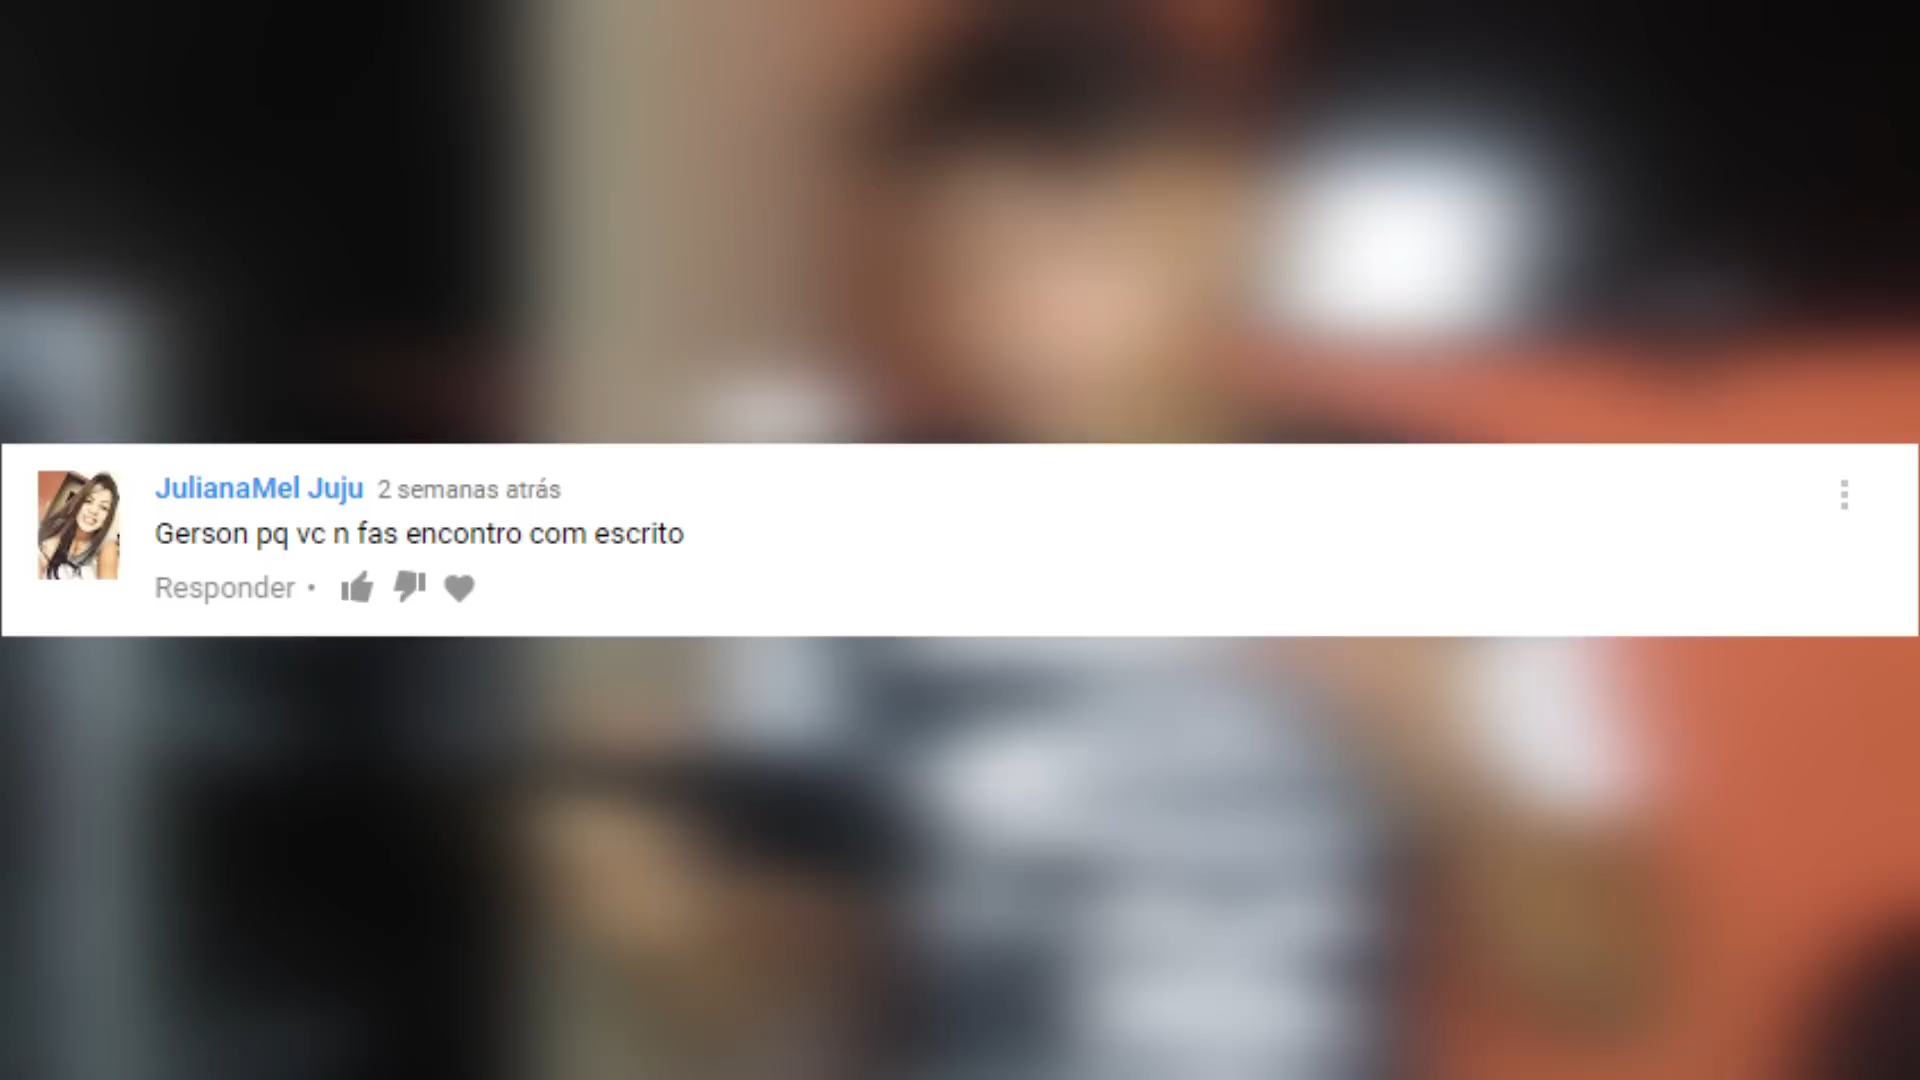 JulianaMel Juju 2 semanas atrás
Gerson pq vc n fas encontro com escrito
Responder •